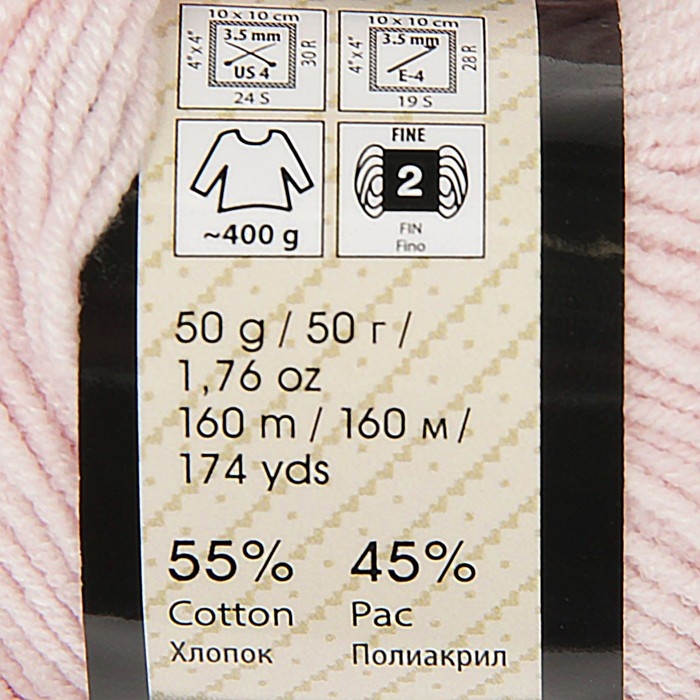 10 x 10 cm
4" x 4"
3.5 mm
US 4
30 R
24 S
10 x 10 cm
4" x 4"
3.5 mm
E-4
28 R
19 S
~400 g
FINE
2
FIN
Fino
50 g / 50 г /
1,76 oz
160 m / 160 м /
174 yds
55% 45%
Cotton Pac
Хлопок Полиакрил